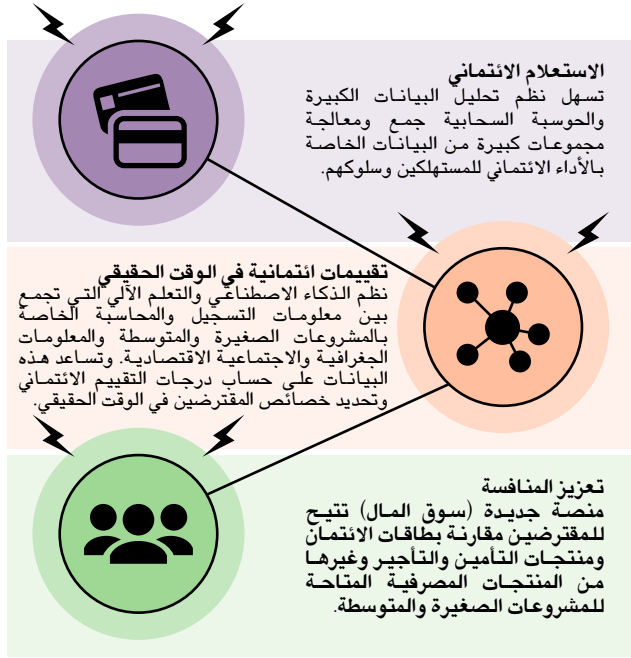 الاستعلام الائتماني
تسهل نظم تحليل البيانات الكبيرة
والحوسبة السحابية جمع ومعالجة
مجموعات كبيرة من البيانات الخاصة
بالأداء الائتماني للمستهلكين وسلوكهم.
تقييمات ائتمانية في الوقت الحقيقي
نظم الذكاء الاصطناعي والتعلم الآلي التي تجمع
بين معلومات التسجيل والمحاسبة الخاصة
بالمشروعات الصغيرة والمتوسطة والمعلومات
الجغرافية والاجتماعية الاقتصادية. وتساعد هذه
البيانات على حساب درجات التقييم الائتماني
وتحديد خصائص المقترضين في الوقت الحقيقي.
تعزيز المنافسة
منصة جديدة (سوق المال) تتيح
للمقترضين مقارنة بطاقات الائتمان
ومنتجات التأمين والتأجير وغيرها
من المنتجات المصرفية المتاحة
للمشروعات الصغيرة والمتوسطة.